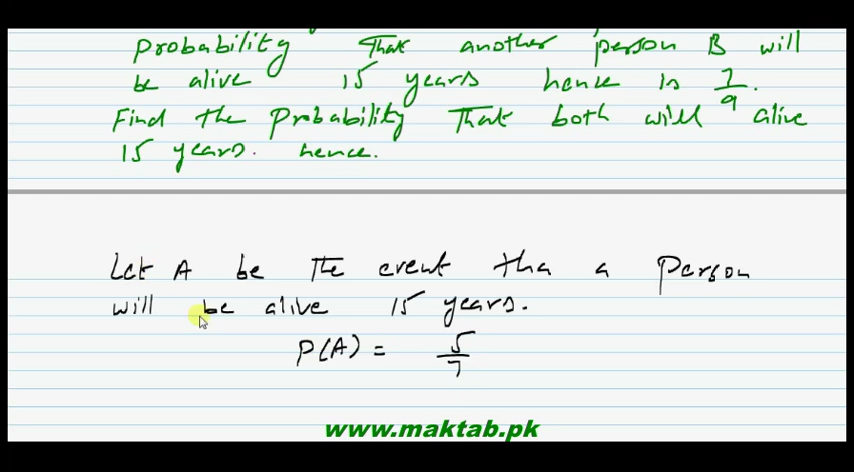 Probability That another person B will
be alive 15 years hence is 7/9.
Find the Probability That both will alive
15 years. hence.
Let A be the event tha a person
will be alive 15 years.
P(A) = 5/7
www.maktab.pk